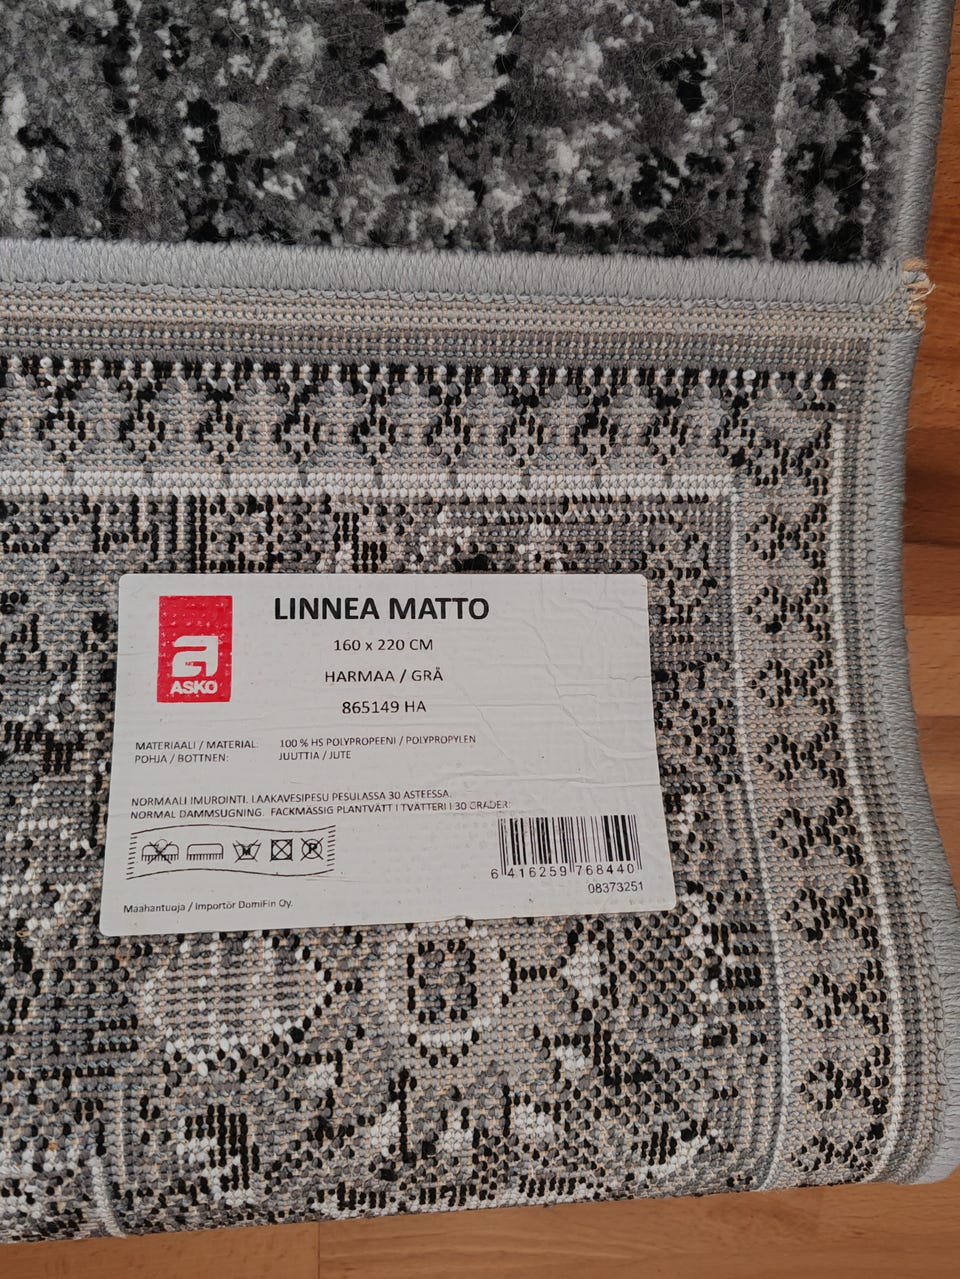 LINNEA MATTO
160 x 220 CM
HARMAA / GRÅ
865149 HA
ASKO
MATERIAALI / MATERIAL: 100 % HS POLYPROPEENI / POLYPROPYLEN
POHJA / BOTTNEN: JUUTTIA / JUTE
NORMAALI IMUROINTI. LAAKAVESIPESU PESULASSA 30 ASTEESSA.
NORMAL DAMMSUGNING. FACKMÄSSIG PLANTVÄTT I TVÄTTERI I 30 GRADER.
6 416259 768440
08373251
Maahantuoja / Importör DomiFin Oy.